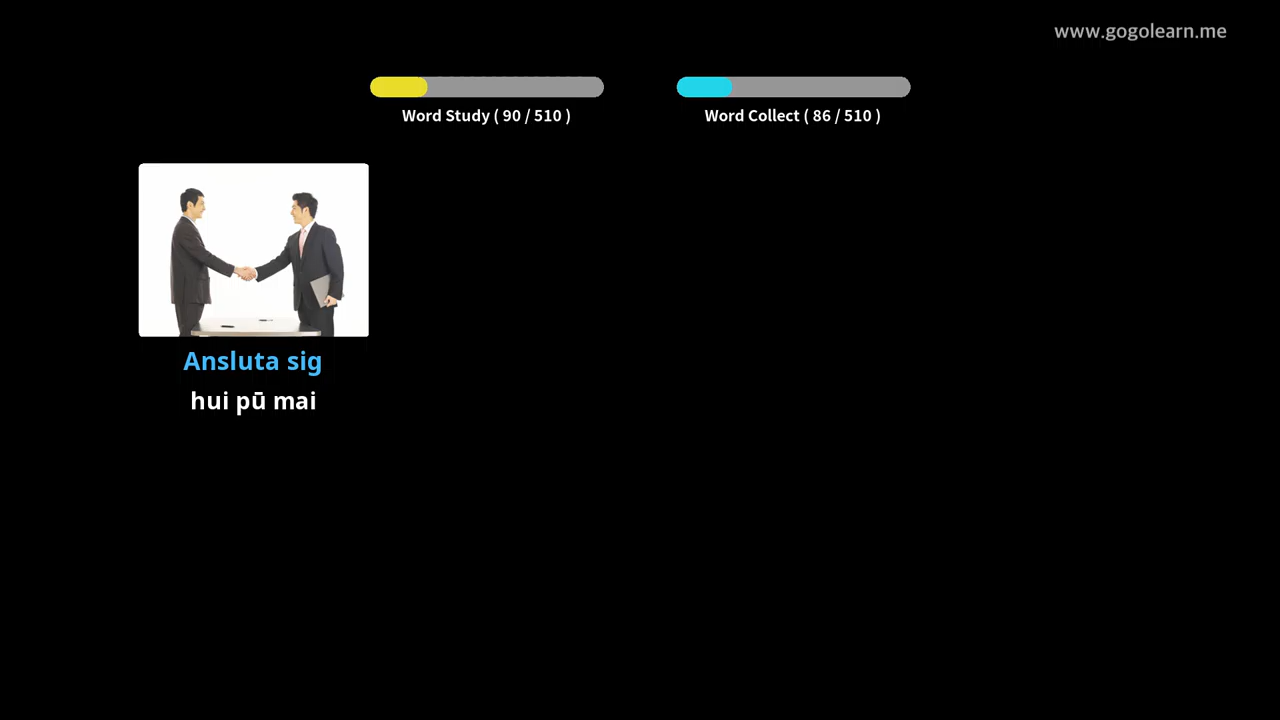 www.gogolearn.me
Word Study ( 90 / 510 )
Word Collect ( 86 / 510 )
Ansluta sig
hui pū mai